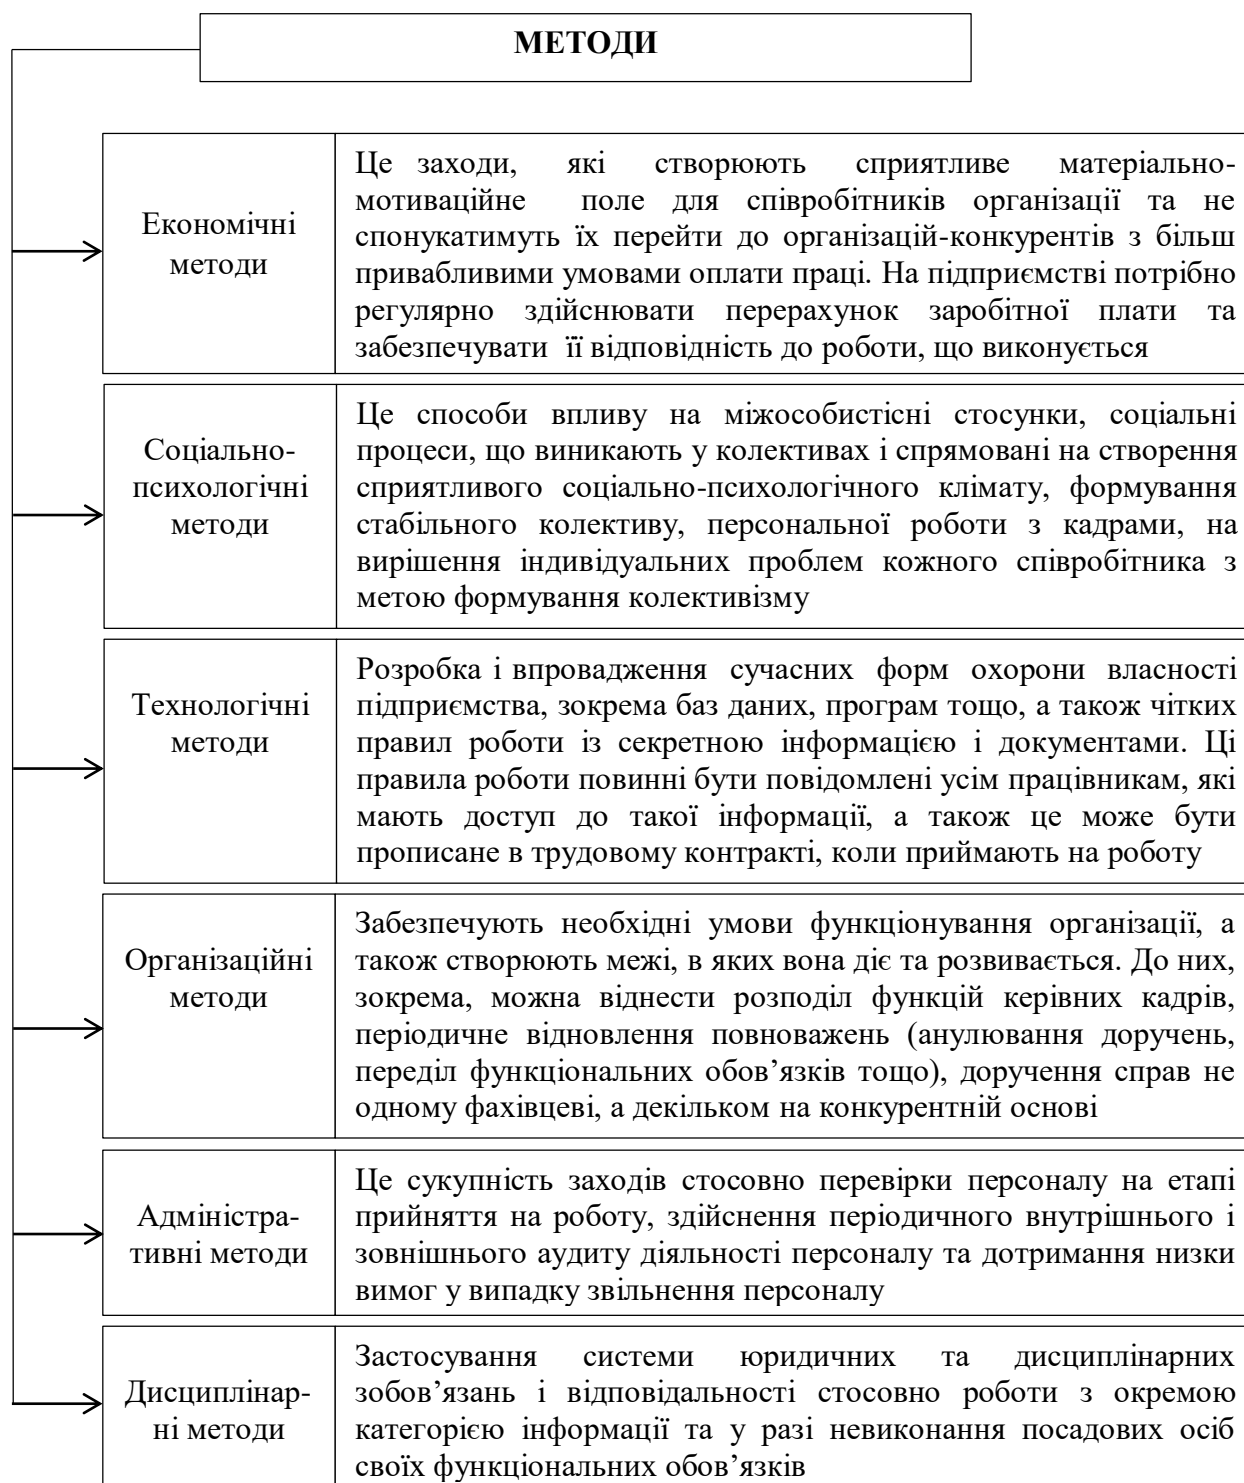 МЕТОДИ
Економічні
методи
Це заходи, які створюють сприятливе матеріально-
мотиваційне поле для співробітників організації та не
спонукатимуть їх перейти до організацій-конкурентів з більш
привабливими умовами оплати праці. На підприємстві потрібно
регулярно здійснювати перерахунок заробітної плати та
забезпечувати її відповідність до роботи, що виконується
Соціально-
психологічні
методи
Це способи впливу на міжособистісні стосунки, соціальні
процеси, що виникають у колективах і спрямовані на створення
сприятливого соціально-психологічного клімату, формування
стабільного колективу, персональної роботи з кадрами, на
вирішення індивідуальних проблем кожного співробітника з
метою формування колективізму
Технологічні
методи
Розробка і впровадження сучасних форм охорони власності
підприємства, зокрема баз даних, програм тощо, а також чітких
правил роботи із секретною інформацією і документами. Ці
правила роботи повинні бути повідомлені усім працівникам, які
мають доступ до такої інформації, а також це може бути
прописане в трудовому контракті, коли приймають на роботу
Організаційні
методи
Забезпечують необхідні умови функціонування організації, а
також створюють межі, в яких вона діє та розвивається. До них,
зокрема, можна віднести розподіл функцій керівних кадрів,
періодичне відновлення повноважень (анулювання доручень,
переділ функціональних обов’язків тощо), доручення справ не
одному фахівцеві, а декільком на конкурентній основі
Адміністра-
тивні методи
Це сукупність заходів стосовно перевірки персоналу на етапі
прийняття на роботу, здійснення періодичного внутрішнього і
зовнішнього аудиту діяльності персоналу та дотримання низки
вимог у випадку звільнення персоналу
Дисциплінар-
ні методи
Застосування системи юридичних та дисциплінарних
зобов’язань і відповідальності стосовно роботи з окремою
категорією інформації та у разі невиконання посадових осіб
своїх функціональних обов’язків